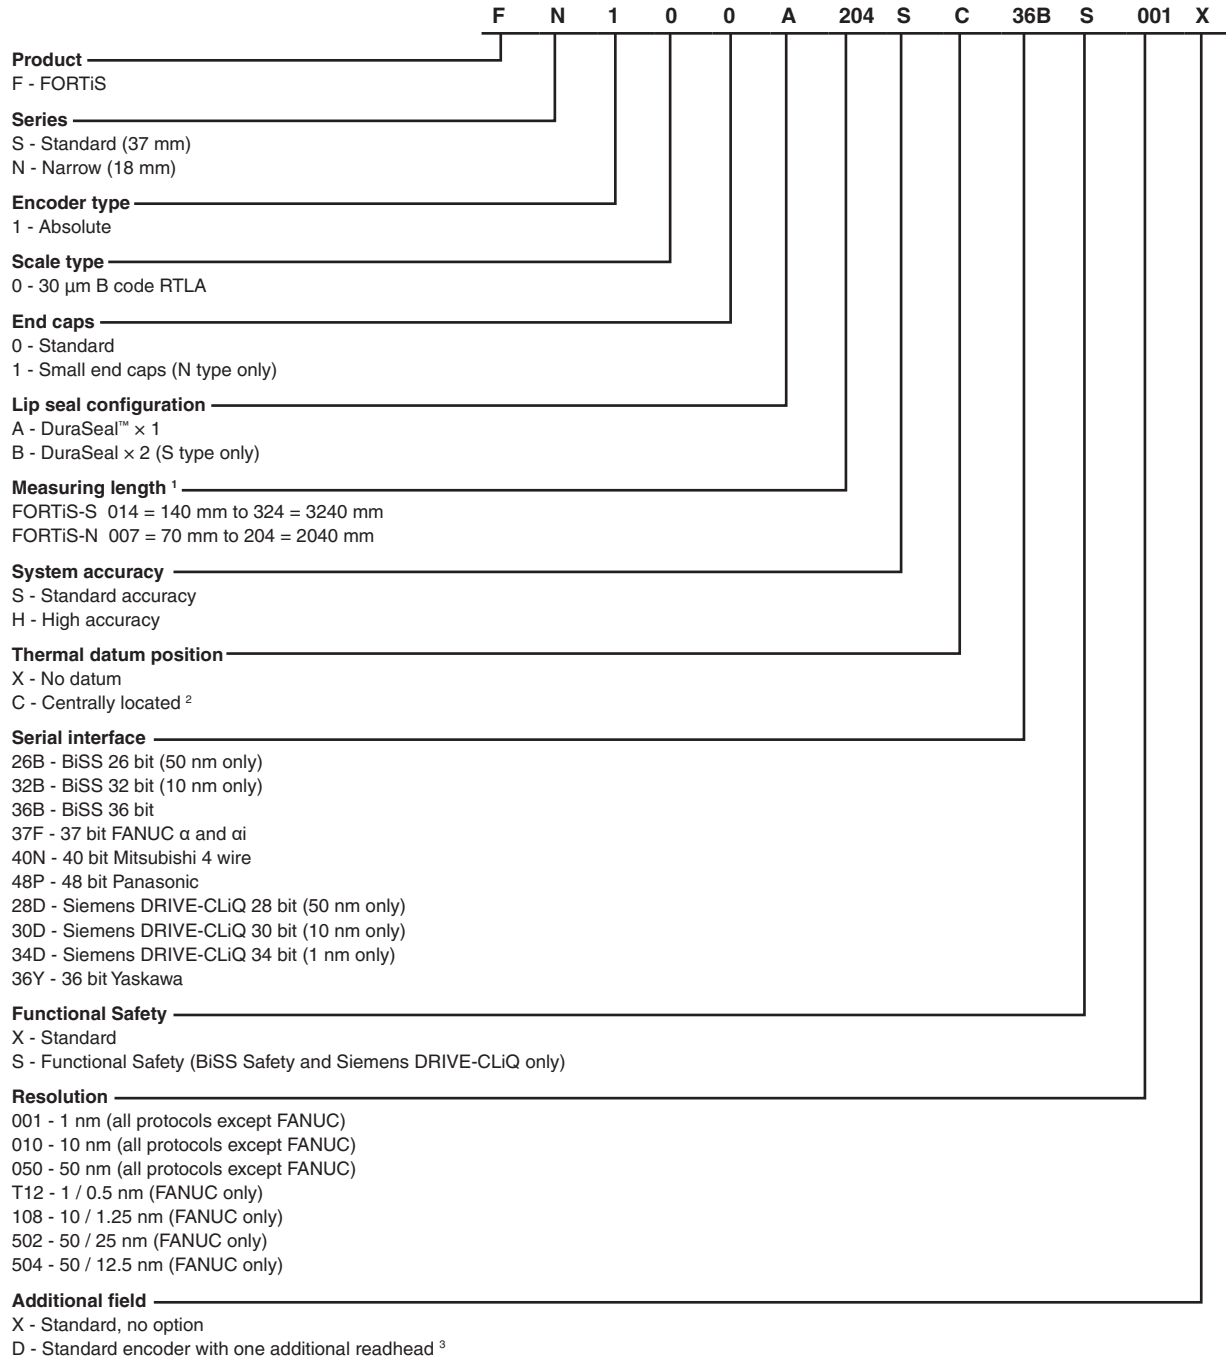 F N 1 0 0 A 204 S C 36B S 001 X
Product
F - FORTiS
Series
S - Standard (37 mm)
N - Narrow (18 mm)
Encoder type
1 - Absolute
Scale type
0 - 30 µm B code RTLA
End caps
0 - Standard
1 - Small end caps (N type only)
Lip seal configuration
A - DuraSeal™ × 1
B - DuraSeal × 2 (S type only)
Measuring length ¹
FORTiS-S 014 = 140 mm to 324 = 3240 mm
FORTiS-N 007 = 70 mm to 204 = 2040 mm
System accuracy
S - Standard accuracy
H - High accuracy
Thermal datum position
X - No datum
C - Centrally located ²
Serial interface
26B - BiSS 26 bit (50 nm only)
32B - BiSS 32 bit (10 nm only)
36B - BiSS 36 bit
37F - 37 bit FANUC α and αi
40N - 40 bit Mitsubishi 4 wire
48P - 48 bit Panasonic
28D - Siemens DRIVE-CLiQ 28 bit (50 nm only)
30D - Siemens DRIVE-CLiQ 30 bit (10 nm only)
34D - Siemens DRIVE-CLiQ 34 bit (1 nm only)
36Y - 36 bit Yaskawa
Functional Safety
X - Standard
S - Functional Safety (BiSS Safety and Siemens DRIVE-CLiQ only)
Resolution
001 - 1 nm (all protocols except FANUC)
010 - 10 nm (all protocols except FANUC)
050 - 50 nm (all protocols except FANUC)
T12 - 1 / 0.5 nm (FANUC only)
108 - 10 / 1.25 nm (FANUC only)
502 - 50 / 25 nm (FANUC only)
504 - 50 / 12.5 nm (FANUC only)
Additional field
X - Standard, no option
D - Standard encoder with one additional readhead ³